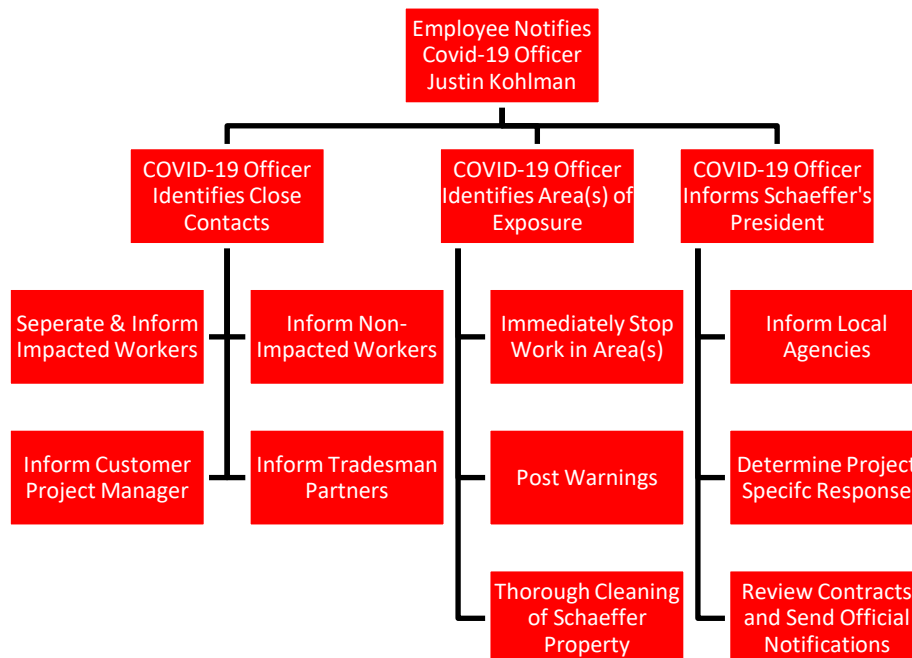 Employee Notifies
Covid-19 Officer
Justin Kohlman
COVID-19 Officer
Identifies Close
Contacts
COVID-19 Officer
Identifies Area(s) of
Exposure
COVID-19 Officer
Informs Schaeffer's
President
Seperate & Inform
Impacted Workers
Inform Non-
Impacted Workers
Immediately Stop
Work in Area(s)
Inform Local
Agencies
Inform Customer
Project Manager
Inform Tradesman
Partners
Post Warnings
Determine Project
Specifc Response
Thorough Cleaning
of Schaeffer
Property
Review Contracts
and Send Official
Notifications